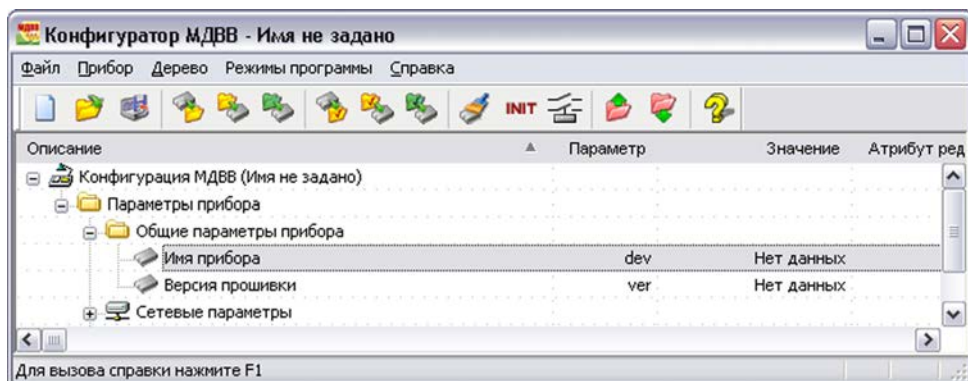 Конфигуратор МДВВ - Имя не задано
Файл Прибор Дерево Режимы программы Справка
INIT
Описание Параметр Значение Атрибут ред
Конфигурация МДВВ (Имя не задано)
Параметры прибора
Общие параметры прибора
Имя прибора dev Нет данных
Версия прошивки ver Нет данных
Сетевые параметры
Для вызова справки нажмите F1